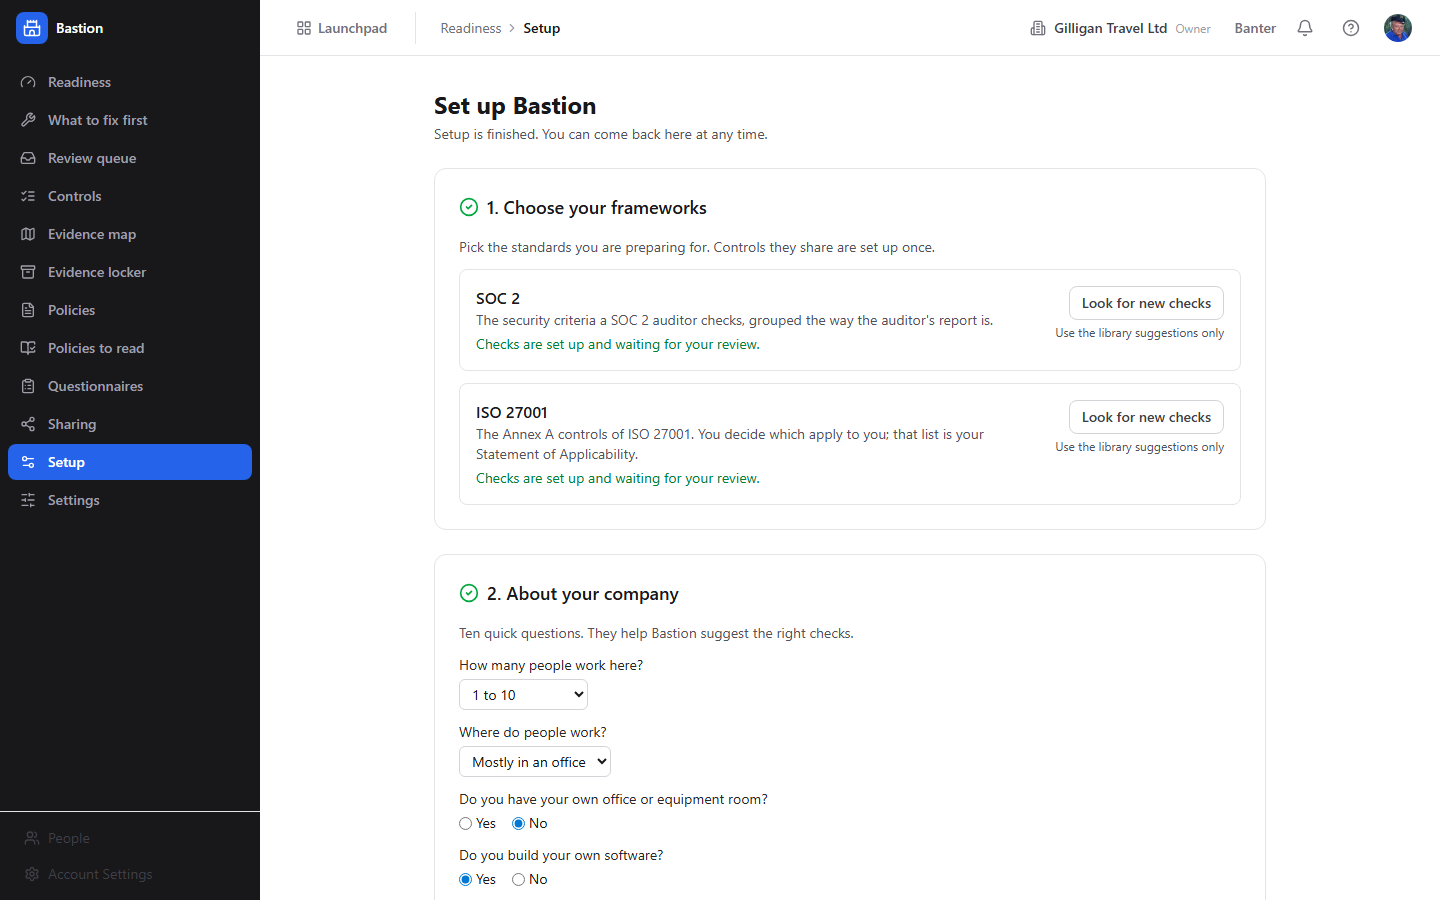 Bastion
Launchpad
Readiness > Setup
Gilligan Travel Ltd Owner
Banter
Readiness
What to fix first
Review queue
Controls
Evidence map
Evidence locker
Policies
Policies to read
Questionnaires
Sharing
Setup
Settings
People
Account Settings
Set up Bastion
Setup is finished. You can come back here at any time.
1. Choose your frameworks
Pick the standards you are preparing for. Controls they share are set up once.
SOC 2
The security criteria a SOC 2 auditor checks, grouped the way the auditor's report is.
Checks are set up and waiting for your review.
Look for new checks
Use the library suggestions only
ISO 27001
The Annex A controls of ISO 27001. You decide which apply to you; that list is your
Statement of Applicability.
Checks are set up and waiting for your review.
Look for new checks
Use the library suggestions only
2. About your company
Ten quick questions. They help Bastion suggest the right checks.
How many people work here?
1 to 10
Where do people work?
Mostly in an office
Do you have your own office or equipment room?
Yes No
Do you build your own software?
Yes No